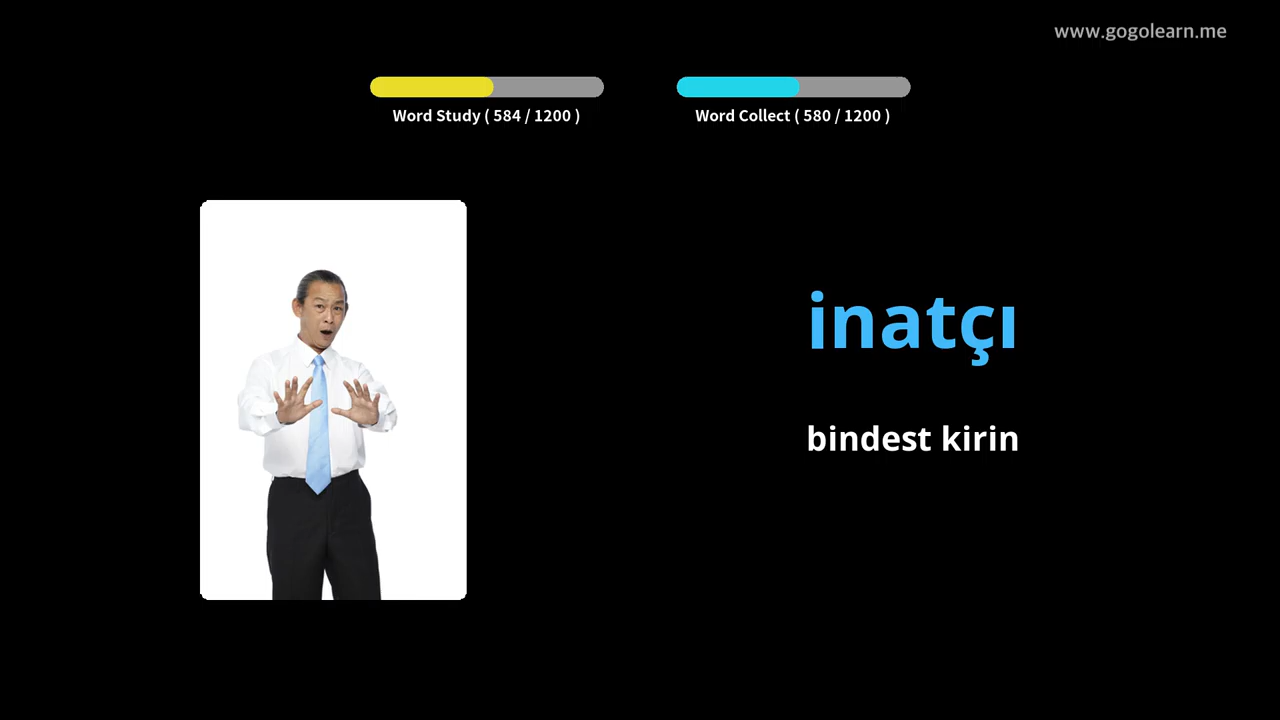 www.gogolearn.me
Word Study ( 584 / 1200 )
Word Collect ( 580 / 1200 )
inatçı
bindest kirin